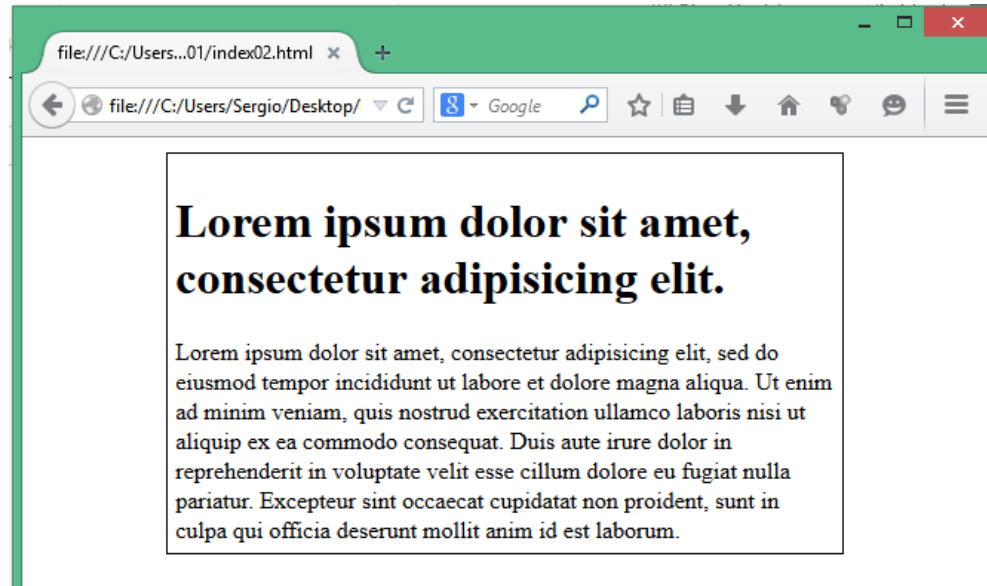 file:///C:/Users...01/index02.html
file:///C:/Users/Sergio/Desktop/
8 Google
Lorem ipsum dolor sit amet,
consectetur adipisicing elit.
Lorem ipsum dolor sit amet, consectetur adipisicing elit, sed do
eiusmod tempor incididunt ut labore et dolore magna aliqua. Ut enim
ad minim veniam, quis nostrud exercitation ullamco laboris nisi ut
aliquip ex ea commodo consequat. Duis aute irure dolor in
reprehenderit in voluptate velit esse cillum dolore eu fugiat nulla
pariatur. Excepteur sint occaecat cupidatat non proident, sunt in
culpa qui officia deserunt mollit anim id est laborum.